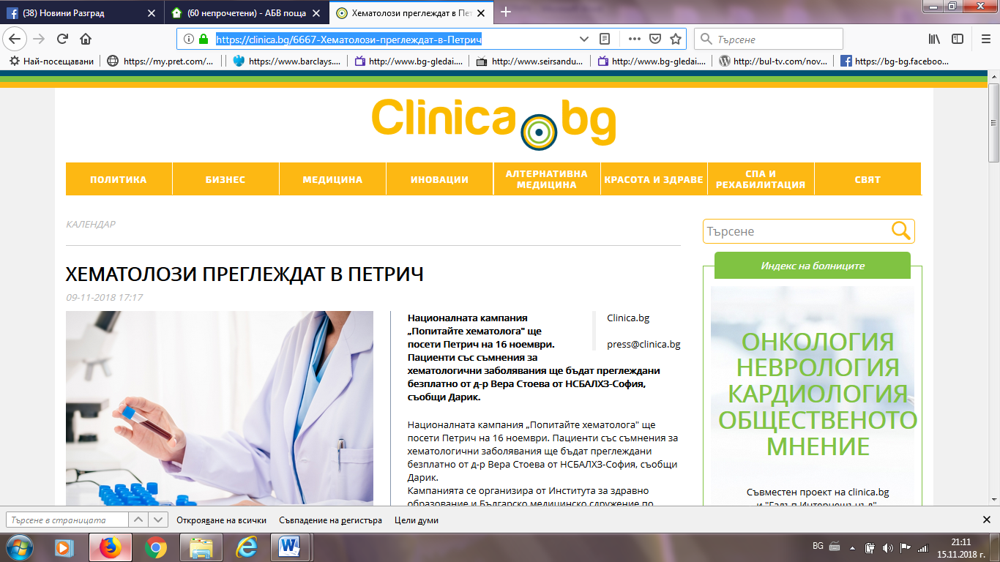 (38) Новини Разград
(60 непрочетени) - АБВ поща
Хематолози преглеждат в Пет
https://clinica.bg/6667-Хематолози-преглеждат-в-Петрич
Търсене
Най-посещавани
https://my.pret.com/...
https://www.barclays....
http://www.bg-gledai....
http://www.seirsandu...
http://www.bg-gledai....
http://bul-tv.com/nov...
https://bg-bg.faceboo...
Clinica.bg
ПОЛИТИКА
БИЗНЕС
МЕДИЦИНА
ИНОВАЦИИ
АЛТЕРНАТИВНА
МЕДИЦИНА
КРАСОТА И ЗДРАВЕ
СПА И
РЕХАБИЛИТАЦИЯ
СВЯТ
КАЛЕНДАР
ХЕМАТОЛОЗИ ПРЕГЛЕЖДАТ В ПЕТРИЧ
09-11-2018 17:17
Националната кампания
„Попитайте хематолога" ще
посети Петрич на 16 ноември.
Пациенти със съмнения за
хематологични заболявания ще бъдат преглеждани
безплатно от д-р Вера Стоева от НСБАЛХЗ-София,
съобщи Дарик.
Clinica.bg
press@clinica.bg
Националната кампания „Попитайте хематолога" ще
посети Петрич на 16 ноември. Пациенти със съмнения за
хематологични заболявания ще бъдат преглеждани
безплатно от д-р Вера Стоева от НСБАЛХЗ-София, съобщи
Дарик.
Кампанията се организира от Института за здравно
образование и Българско медицинско сдружение по
Търсене
Индекс на болниците
ОНКОЛОГИЯ
НЕВРОЛОГИЯ
КАРДИОЛОГИЯ
ОБЩЕСТВЕНОТО
МНЕНИЕ
Съвместен проект на clinica.bg
и "Галъп Интернешънъл"
Търсене в страницата
Открояване на всички
Съвпадение на регистъра
Цели думи
BG
21:11
15.11.2018 г.